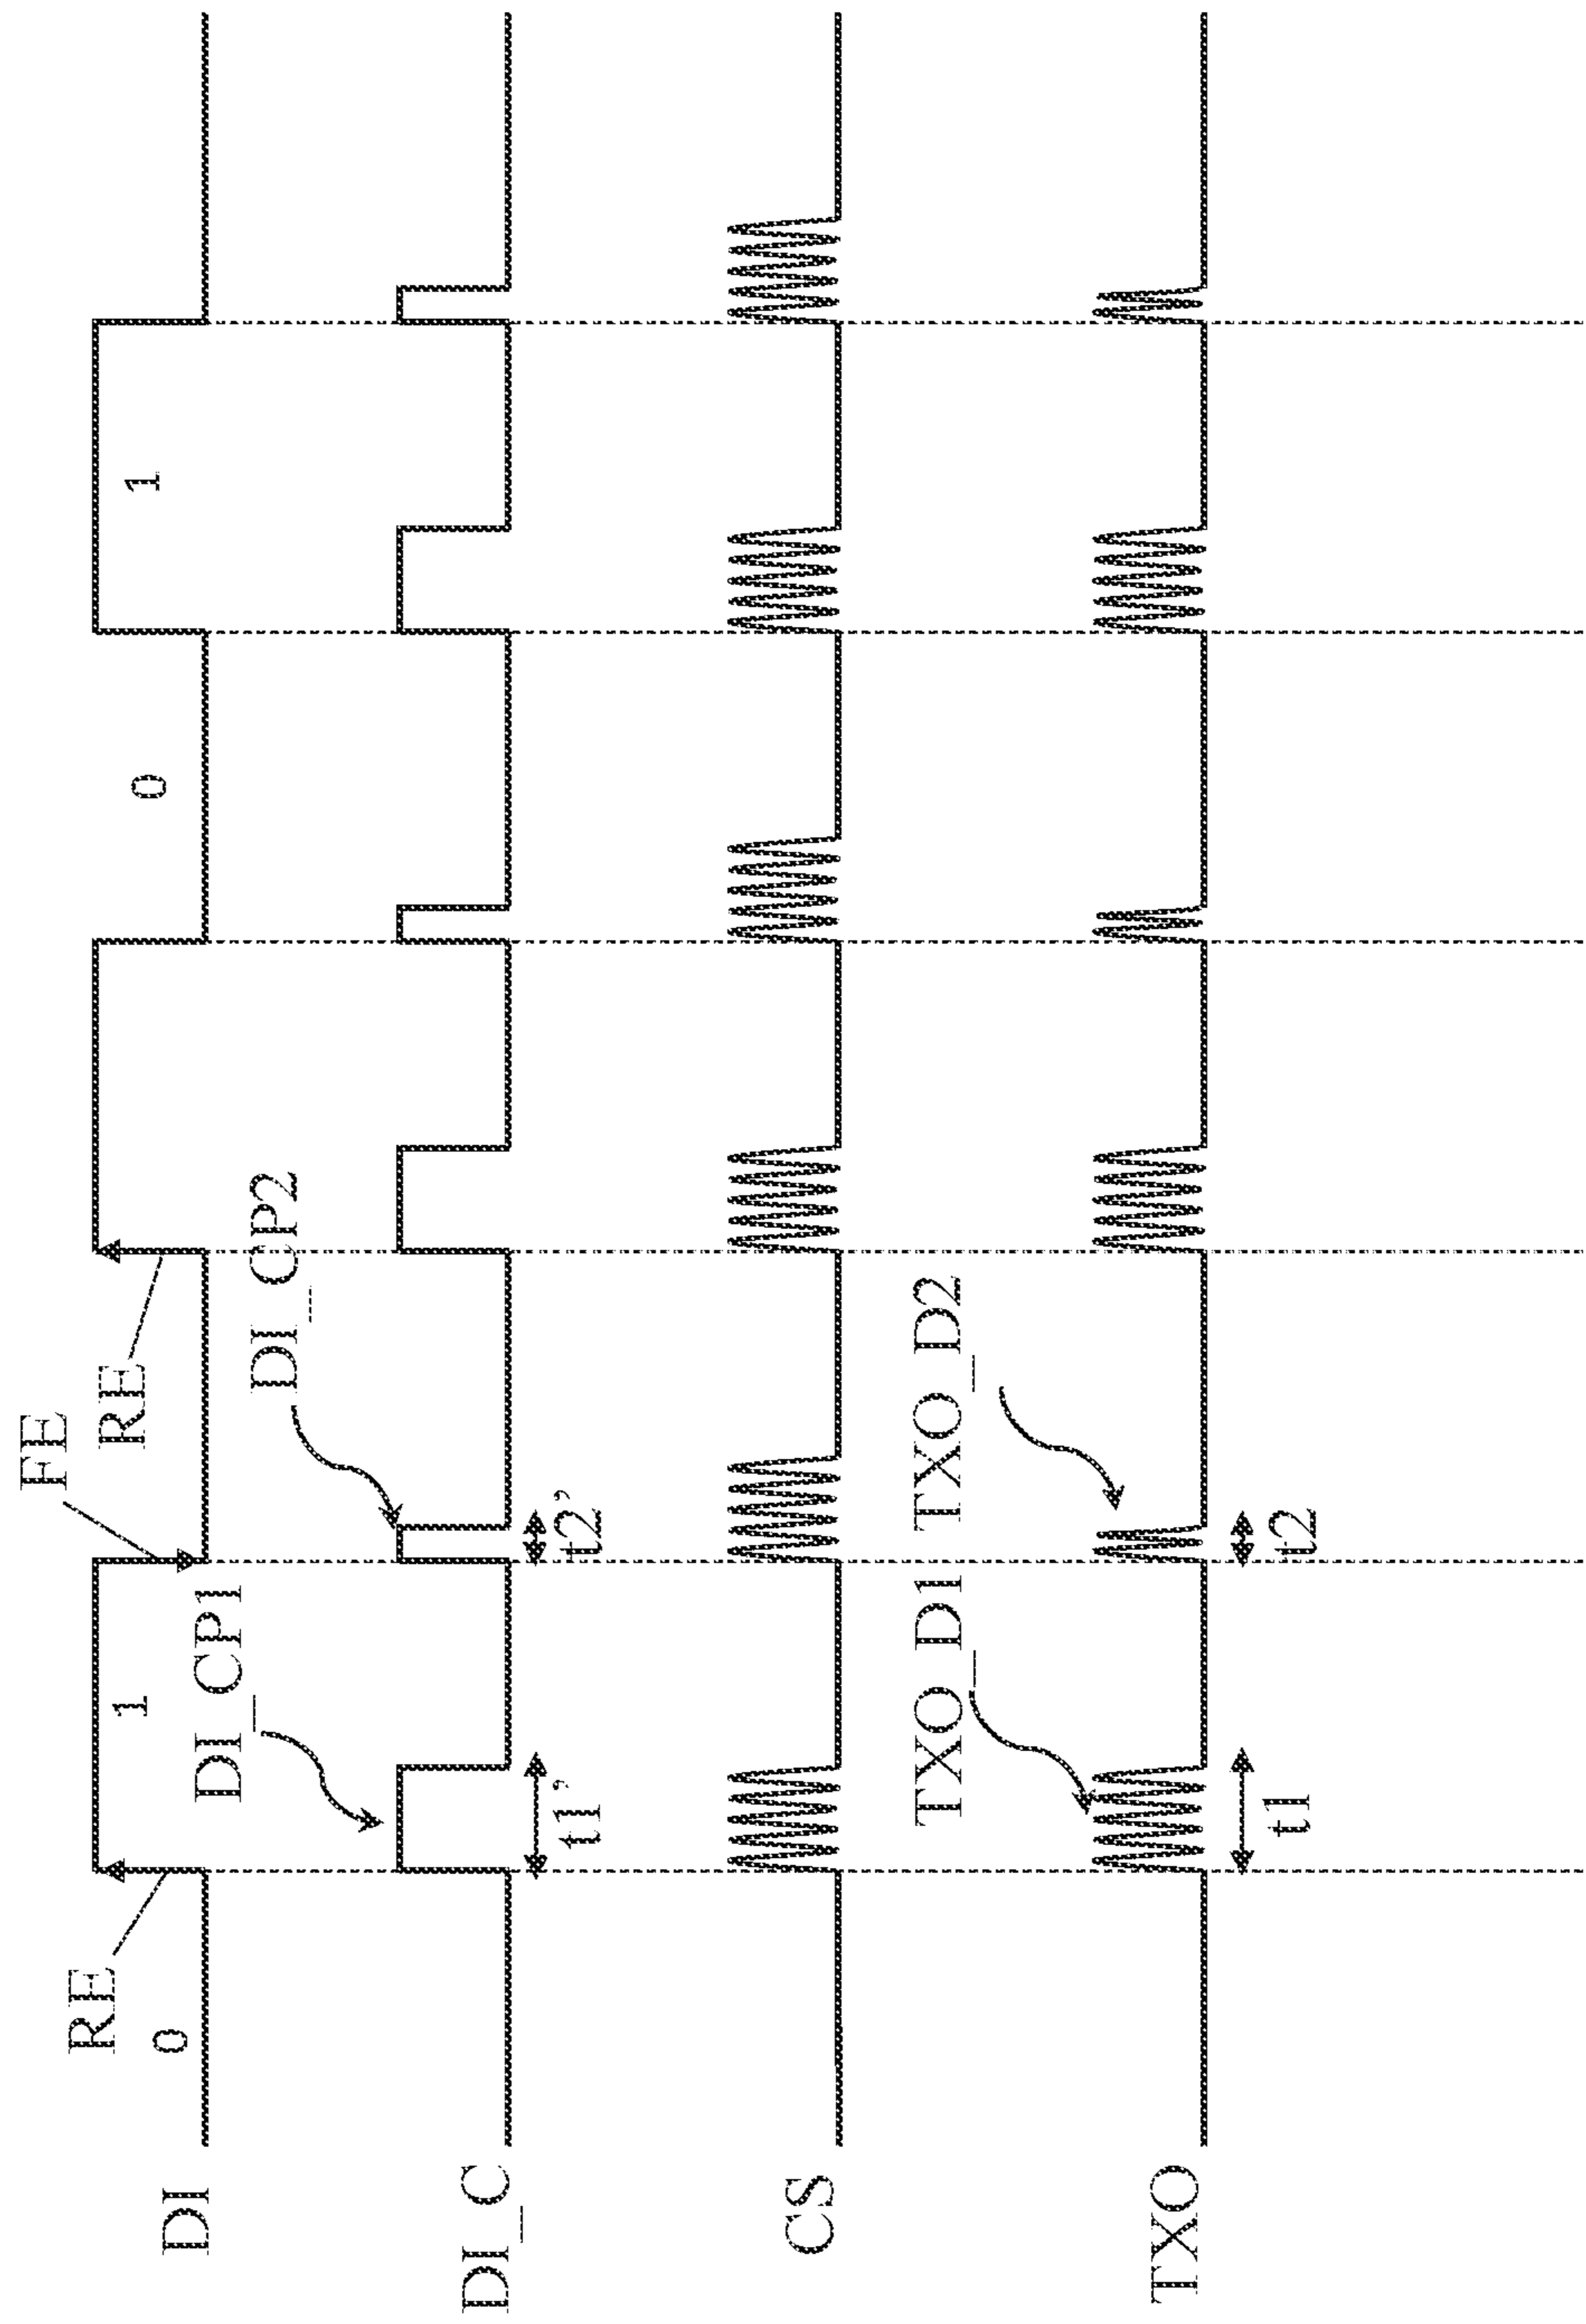 FE
RE
RE
0
1
0
1
DI
DI_CP1
DI_CP2
DI_C
t1’
t2’
CS
TXO_D1
TXO_D2
TXO
t1
t2